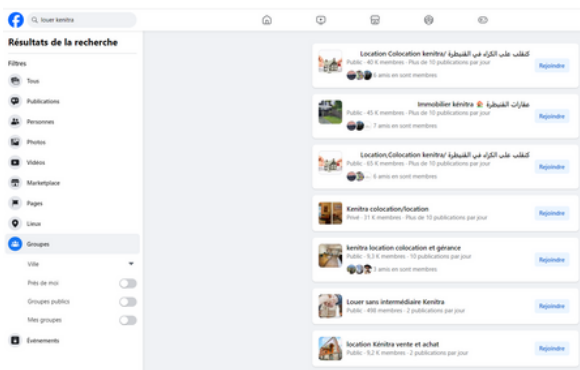 louer kenitra
Résultats de la recherche
Filtres
Tous
Publications
Personnes
Photos
Vidéos
Marketplace
Pages
Lieux
Groupes
Ville
Près de moi
Groupes publics
Mes groupes
Évènements
Location Colocation kenitra/ كنقلب على الكراء في القنيطرة
Public · 40 K membres · Plus de 10 publications par jour
6 amis en sont membres
Rejoindre
Immobilier kénitra 🏠 عقارات القنيطرة
Public · 45 K membres · Plus de 10 publications par jour
7 amis en sont membres
Rejoindre
Location,Colocation kenitra/ كنقلب على الكراء في القنيطرة
Public · 65 K membres · Plus de 10 publications par jour
6 amis en sont membres
Rejoindre
Kenitra colocation/location
Privé · 31 K membres · Plus de 10 publications par jour
Rejoindre
kenitra location colocation et gérance
Public · 9,3 K membres · 10 publications par jour
3 amis en sont membres
Rejoindre
Louer sans intermédiaire Kenitra
Public · 498 membres · 2 publications par jour
Rejoindre
location Kénitra vente et achat
Public · 9,2 K membres · 2 publications par jour
Rejoindre